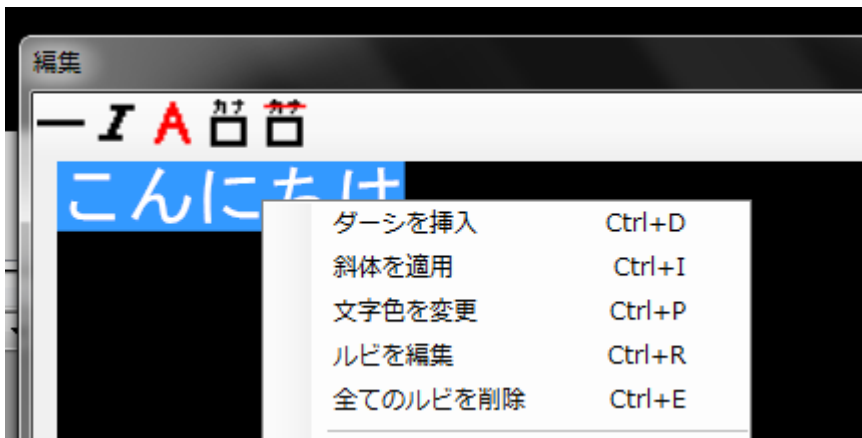 編集
こんにちは
ダーシを挿入 Ctrl+D
斜体を適用 Ctrl+I
文字色を変更 Ctrl+P
ルビを編集 Ctrl+R
全てのルビを削除 Ctrl+E